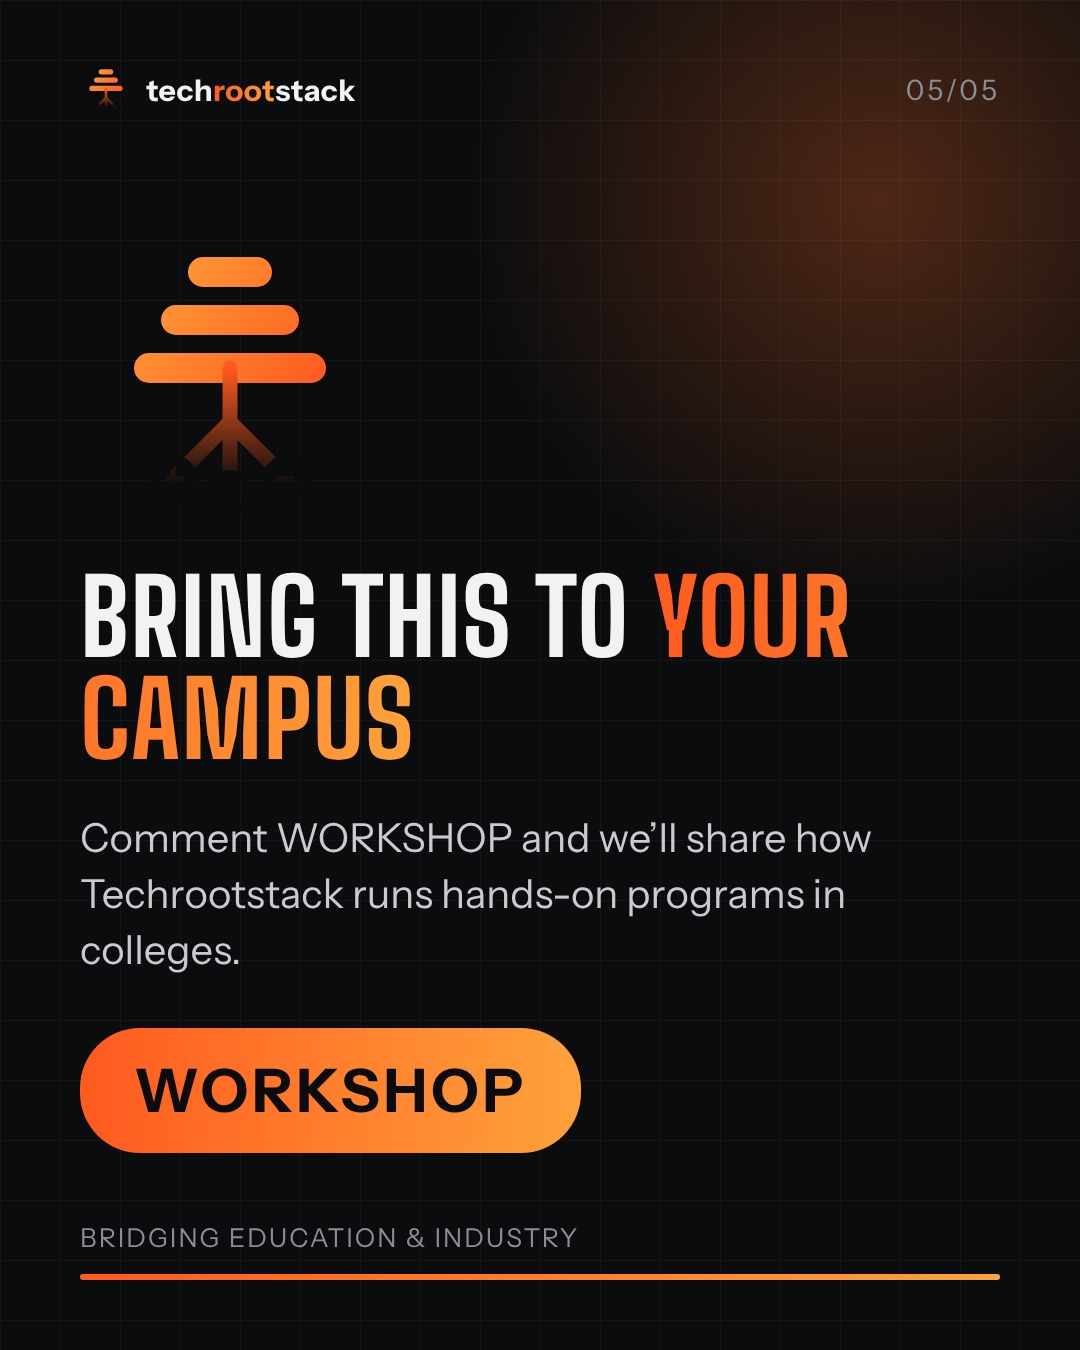 techrootstack
05/05
BRING THIS TO YOUR
CAMPUS
Comment WORKSHOP and we’ll share how
Techrootstack runs hands-on programs in
colleges.
WORKSHOP
BRIDGING EDUCATION & INDUSTRY